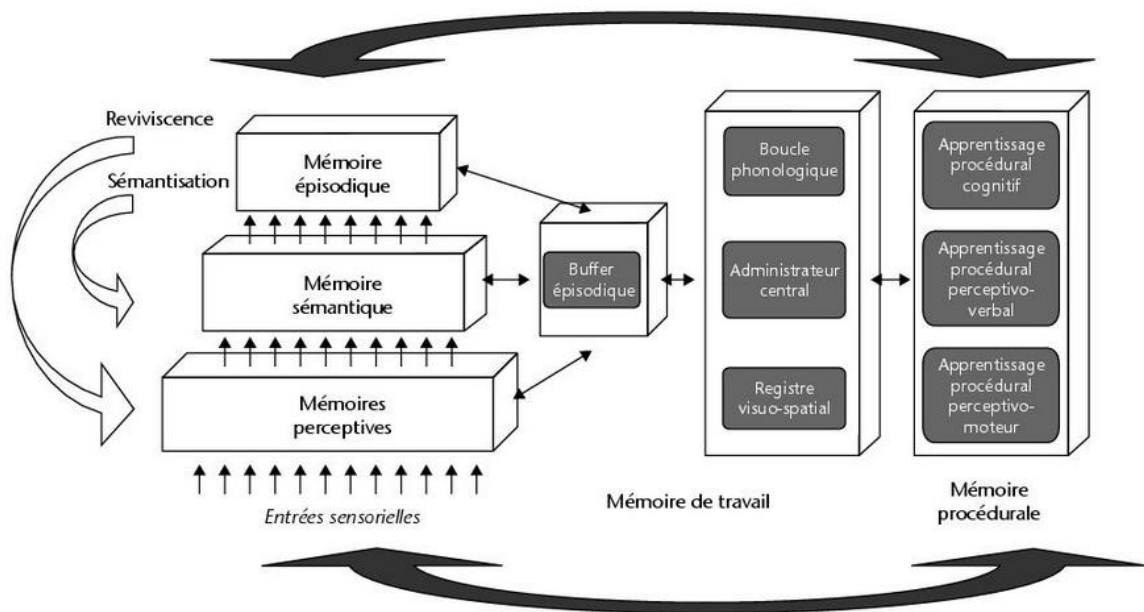 Reviviscence
Sémantisation
Mémoire
épisodique
Mémoire
sémantique
Mémoires
perceptives
Entrées sensorielles
Buffer
épisodique
Boucle
phonologique
Administrateur
central
Registre
visuo-spatial
Mémoire de travail
Apprentissage
procédural
cognitif
Apprentissage
procédural
perceptivo-
verbal
Apprentissage
procédural
perceptivo-
moteur
Mémoire
procédurale